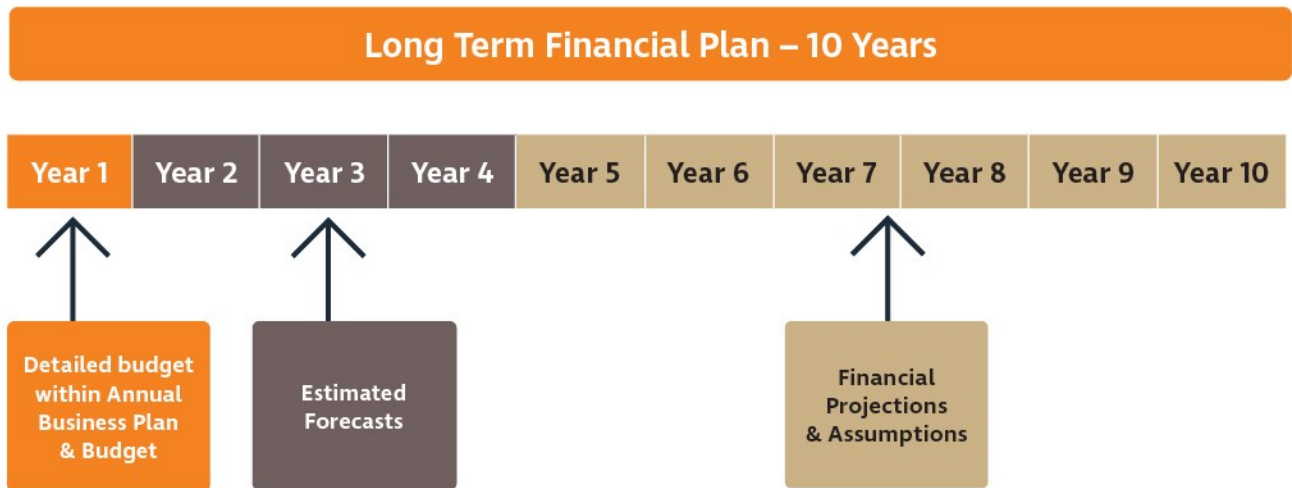 Long Term Financial Plan – 10 Years
Year 1 Year 2 Year 3 Year 4 Year 5 Year 6 Year 7 Year 8 Year 9 Year 10
Detailed budget
within Annual
Business Plan
& Budget
Estimated
Forecasts
Financial
Projections
& Assumptions